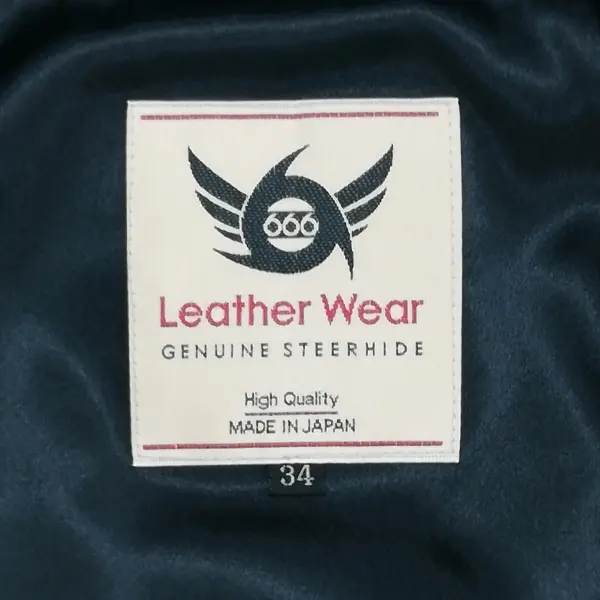 666
Leather Wear
GENUINE STEERHIDE
High Quality
MADE IN JAPAN
34